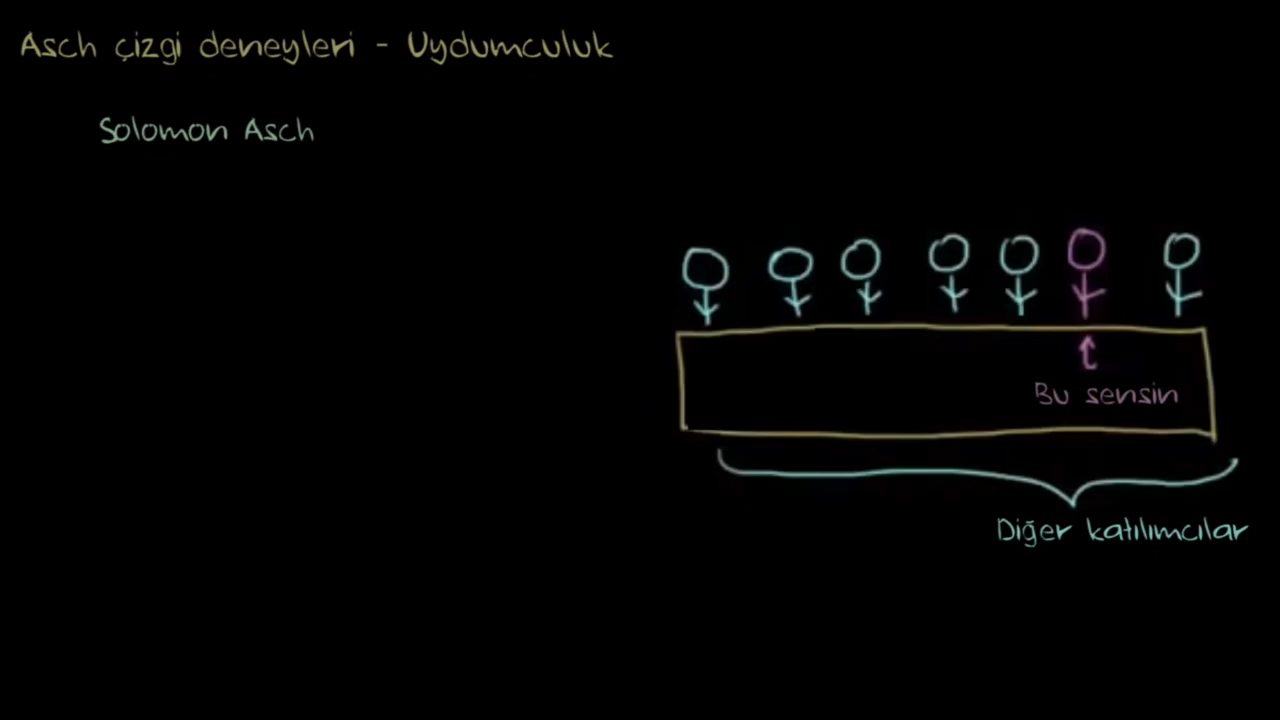 Asch çizgi deneyleri - Uydumculuk
Solomon Asch
Bu sensin
Diğer katılımcılar